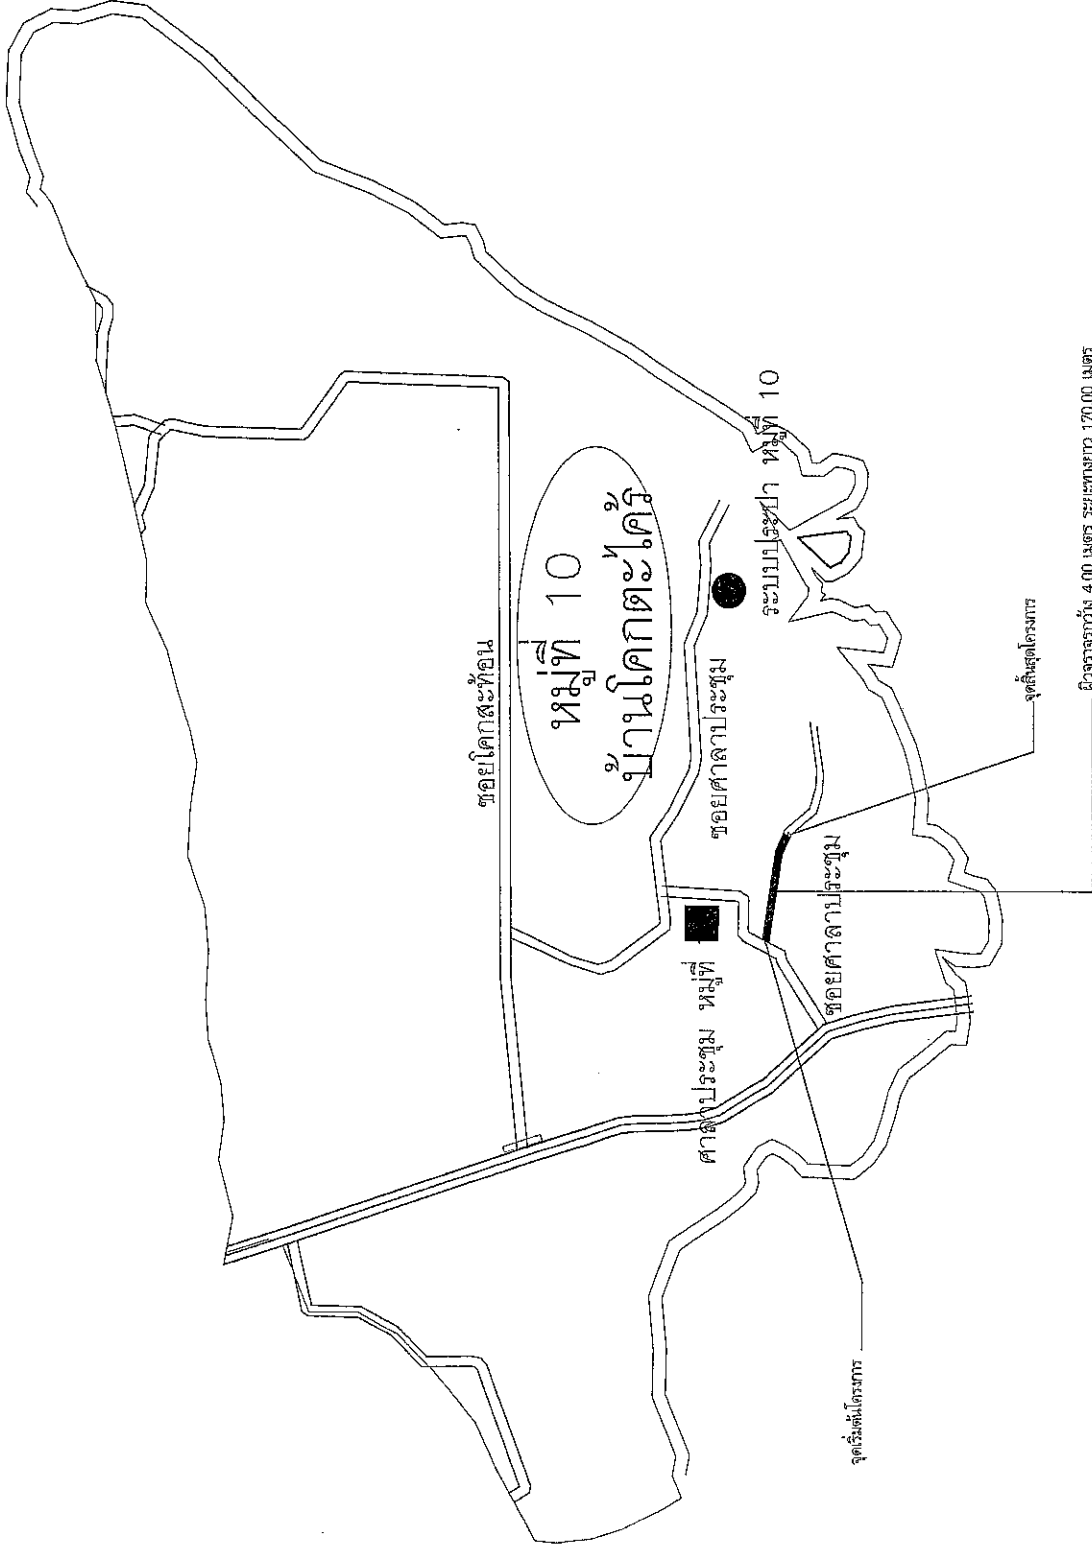 ซอยโคกสะท้อน
หมู่ที่ 10
บ้านโคกตะไคร้
ระบบประปา หมู่ที่ 10
ซอยศาลาประชุม
ศาลาประชุม หมู่ที่
ซอยศาลาประชุม
จุดเริ่มต้นโครงการ
จุดสิ้นสุดโครงการ
ผิวจราจรกว้าง 4.00 เมตร ระยะทางยาว 170.00 เมตร